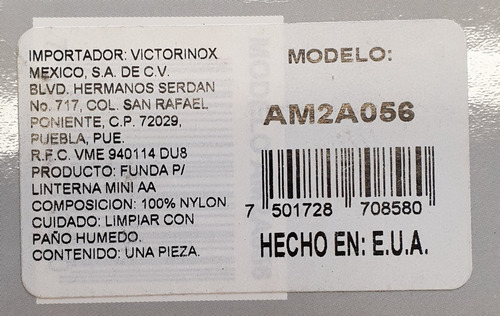 IMPORTADOR: VICTORINOX
MEXICO, S.A. DE C.V.
BLVD. HERMANOS SERDAN
No. 717, COL. SAN RAFAEL
PONIENTE, C.P. 72029,
PUEBLA, PUE.
R.F.C. VME 940114 DU8
PRODUCTO: FUNDA P/
LINTERNA MINI AA
COMPOSICION: 100% NYLON
CUIDADO: LIMPIAR CON
PAÑO HUMEDO.
CONTENIDO: UNA PIEZA.
MODELO:
AM2A056
7 501728 708580
HECHO EN: E.U.A.